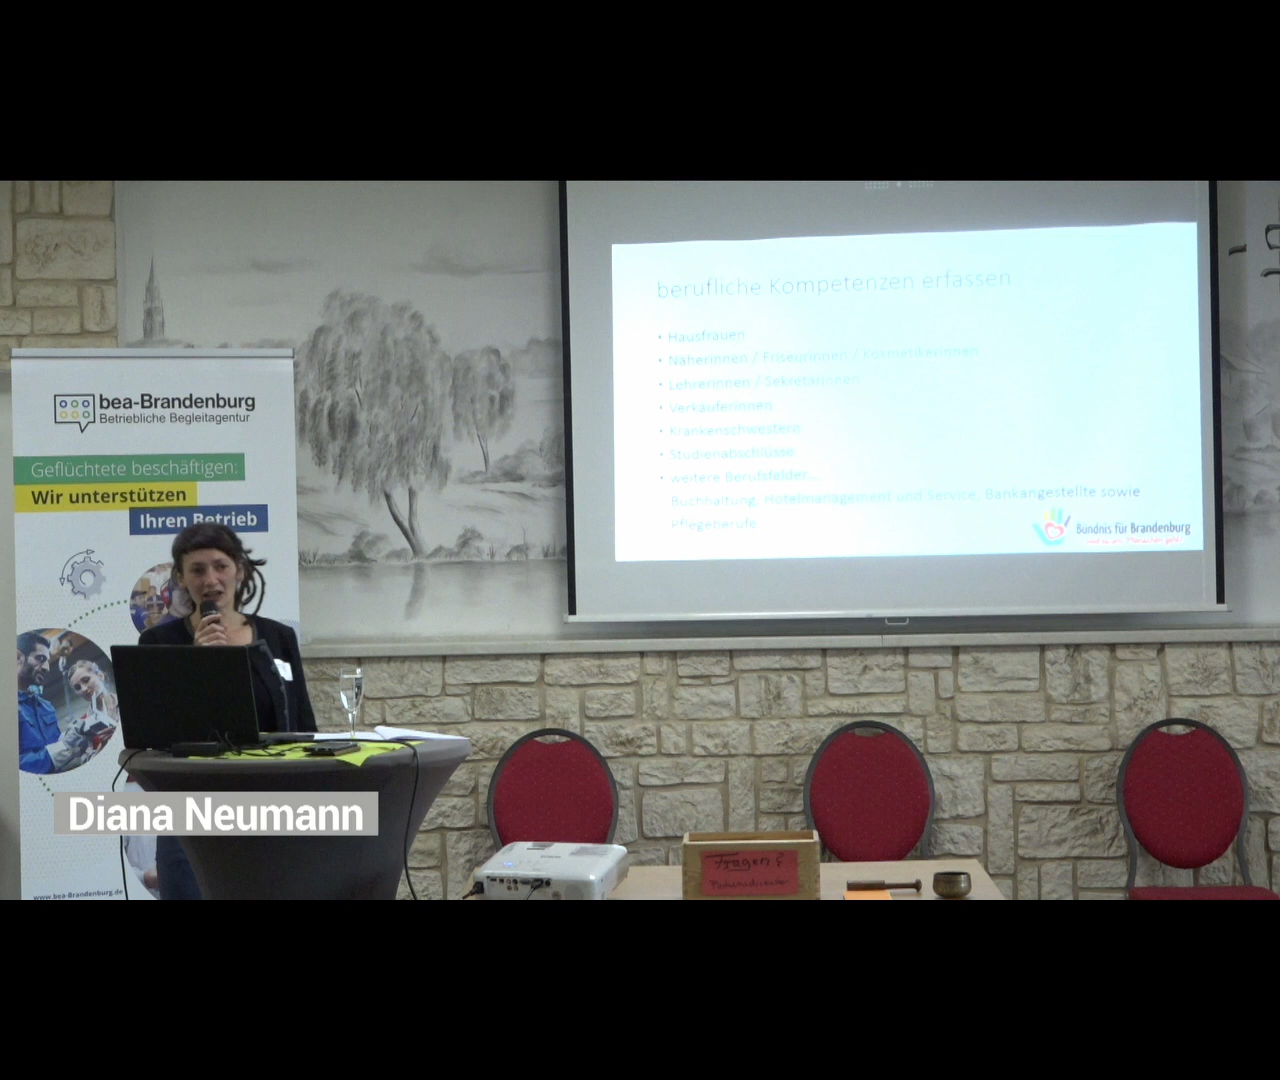 bea-Brandenburg
Betriebliche Begleitagentur
Geflüchtete beschäftigen:
Wir unterstützen
Ihren Betrieb
www.bea-Brandenburg.de
Diana Neumann
berufliche Kompetenzen erfassen
• Hausfrauen
• Näherinnen / Friseurinnen / Kosmetikerinnen
• Lehrerinnen / Sekretärinnen
• Verkäuferinnen
• Krankenschwestern
• Studienabschlüsse
• weitere Berufsfelder...
Buchhaltung, Hotelmanagement und Service, Bankangestellte sowie
Pflegeberufe
Bündnis für Brandenburg
Fragen?